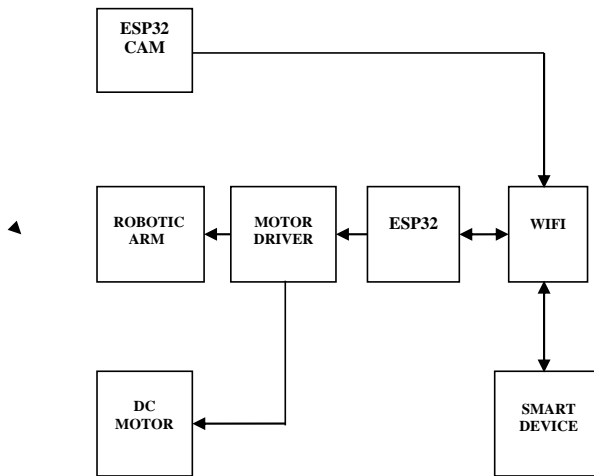 ESP32
CAM
ROBOTIC
ARM
MOTOR
DRIVER
ESP32
WIFI
DC
MOTOR
SMART
DEVICE